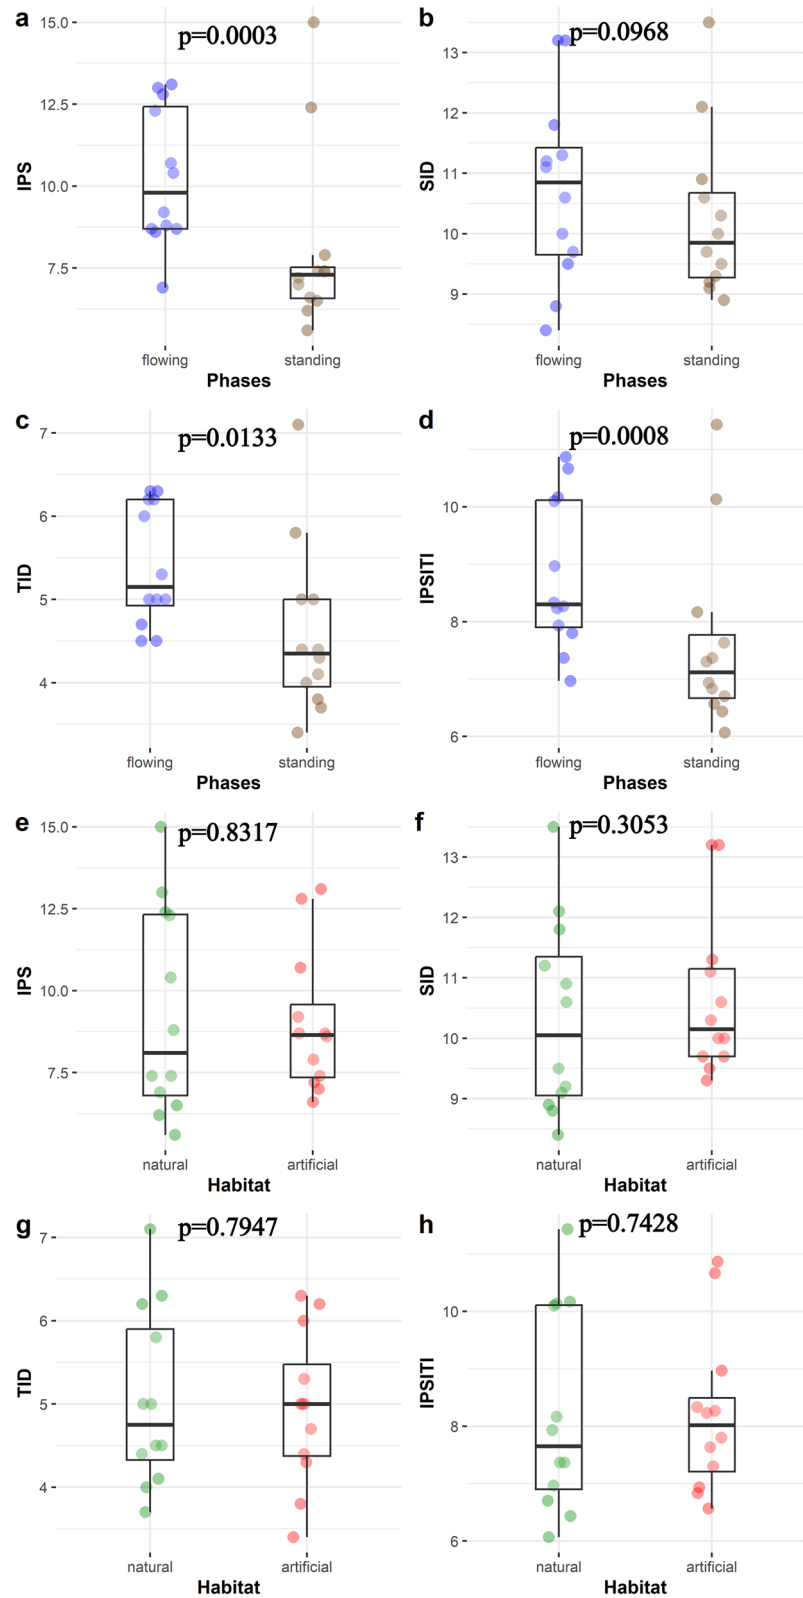 a
p=0.0003
IPS
15.0
12.5
10.0
7.5
flowing
standing
Phases
b
p=0.0968
SID
13
12
11
10
9
flowing
standing
Phases
c
p=0.0133
TID
7
6
5
4
flowing
standing
Phases
d
p=0.0008
IPSITI
10
8
6
flowing
standing
Phases
e
p=0.8317
IPS
15.0
12.5
10.0
7.5
natural
artificial
Habitat
f
p=0.3053
SID
13
12
11
10
9
natural
artificial
Habitat
g
p=0.7947
TID
7
6
5
4
natural
artificial
Habitat
h
p=0.7428
IPSITI
10
8
6
natural
artificial
Habitat